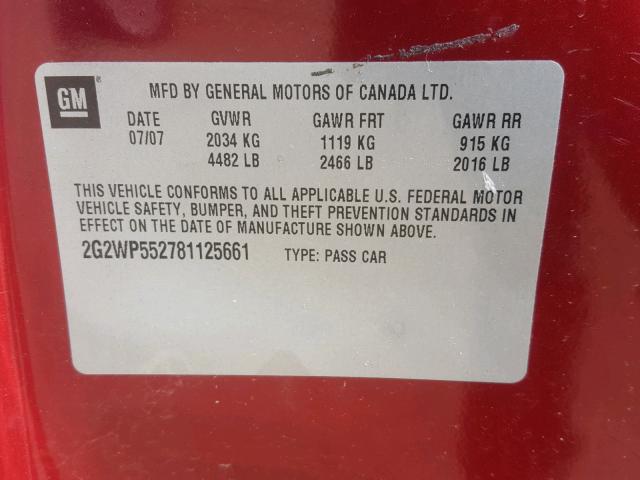 GM®
MFD BY GENERAL MOTORS OF CANADA LTD.
DATE GVWR GAWR FRT GAWR RR
07/07 2034 KG 1119 KG 915 KG
4482 LB 2466 LB 2016 LB
THIS VEHICLE CONFORMS TO ALL APPLICABLE U.S. FEDERAL MOTOR
VEHICLE SAFETY, BUMPER, AND THEFT PREVENTION STANDARDS IN
EFFECT ON THE DATE OF MANUFACTURE SHOWN ABOVE.
2G2WP552781125661 TYPE: PASS CAR